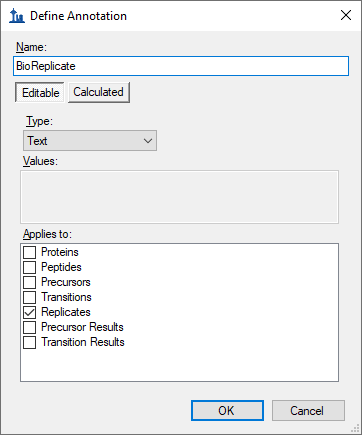 Define Annotation
Name:
BioReplicate
Editable Calculated
Type:
Text
Values:
Applies to:
Proteins
Peptides
Precursors
Transitions
Replicates
Precursor Results
Transition Results
OK Cancel